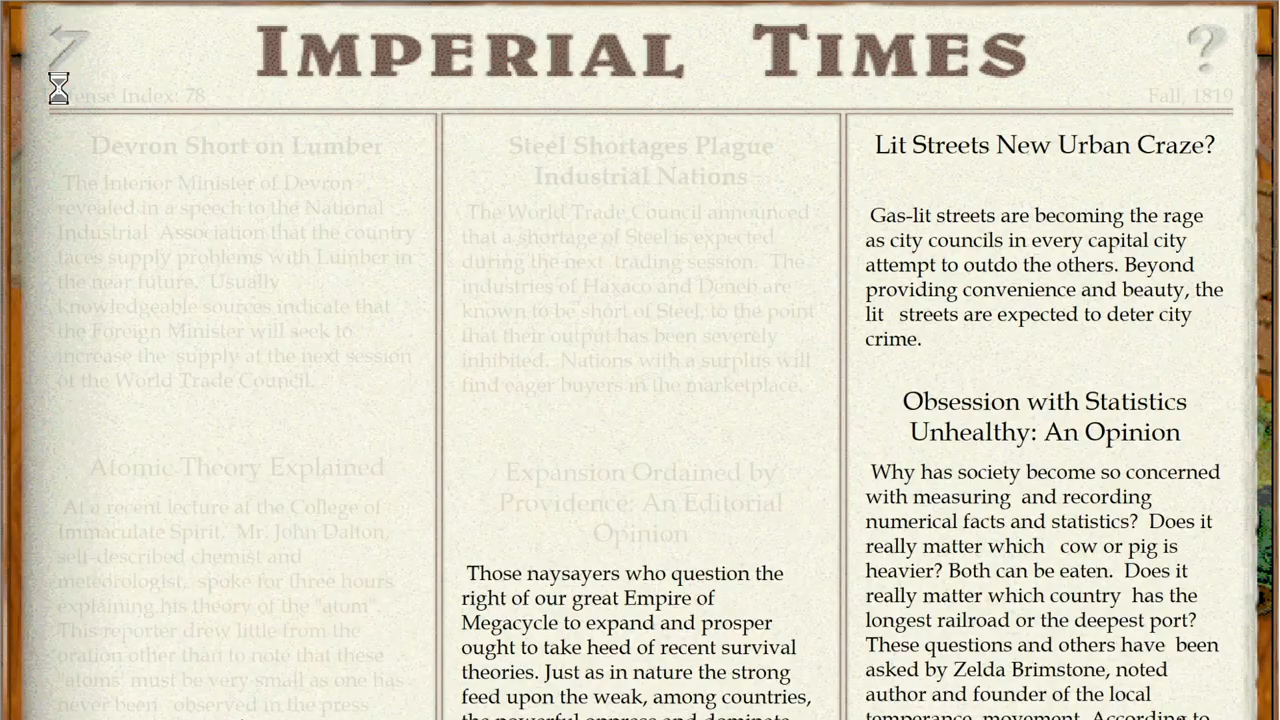 IMPERIAL TIMES
ense Index: 78
Fall, 1819
Devron Short on Lumber
The Interior Minister of Devron
revealed in a speech to the National
Industrial Association that the country
faces supply problems with Lumber in
the near future. Usually
knowledgeable sources indicate that
the Foreign Minister will seek to
increase the supply at the next session
of the World Trade Council.
Atomic Theory Explained
At a recent lecture at the College of
Immaculate Spirit, Mr. John Dalton,
self-described chemist and
meteorologist, spoke for three hours
explaining his theory of the "atom".
This reporter drew little from the
oration other than to note that these
"atoms' must be very small as one has
never been observed in the press
Steel Shortages Plague
Industrial Nations
The World Trade Council announced
that a shortage of Steel is expected
during the next trading session. The
industries of Haxaco and Deneb are
known to be short of Steel, to the point
that their output has been severely
inhibited. Nations with a surplus will
find eager buyers in the marketplace.
Expansion Ordained by
Providence: An Editorial
Opinion
Those naysayers who question the
right of our great Empire of
Megacycle to expand and prosper
ought to take heed of recent survival
theories. Just as in nature the strong
feed upon the weak, among countries,
the powerful oppress and dominate
Lit Streets New Urban Craze?
Gas-lit streets are becoming the rage
as city councils in every capital city
attempt to outdo the others. Beyond
providing convenience and beauty, the
lit streets are expected to deter city
crime.
Obsession with Statistics
Unhealthy: An Opinion
Why has society become so concerned
with measuring and recording
numerical facts and statistics? Does it
really matter which cow or pig is
heavier? Both can be eaten. Does it
really matter which country has the
longest railroad or the deepest port?
These questions and others have been
asked by Zelda Brimstone, noted
author and founder of the local
temperance movement. According to